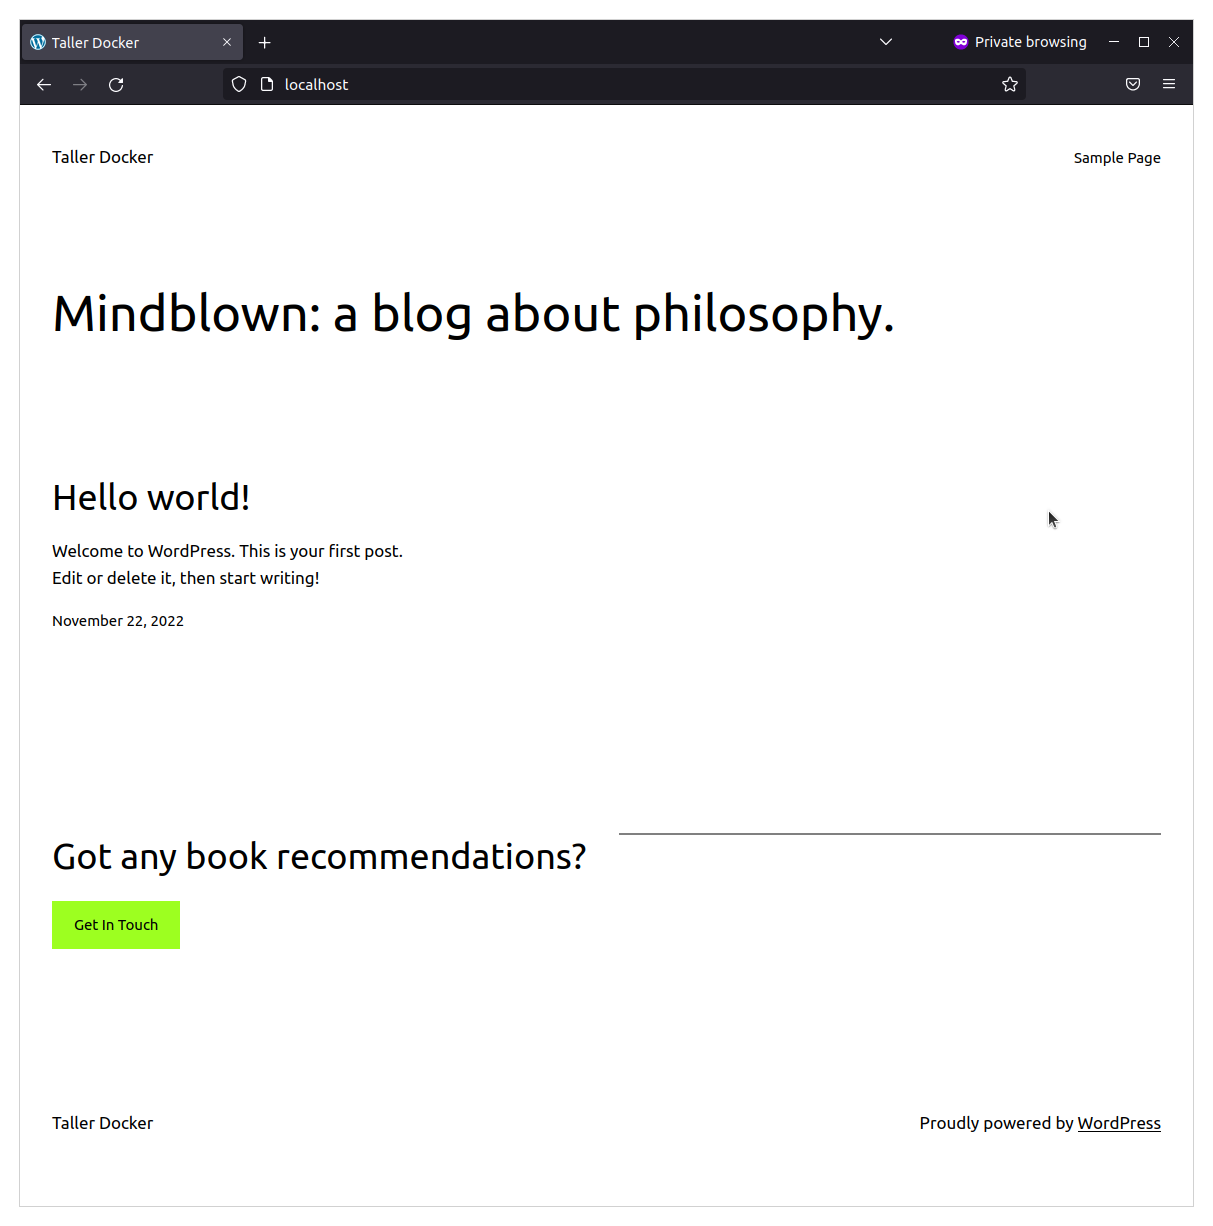 Taller Docker
Private browsing
localhost
Taller Docker
Sample Page
Mindblown: a blog about philosophy.
Hello world!
Welcome to WordPress. This is your first post.
Edit or delete it, then start writing!
November 22, 2022
Got any book recommendations?
Get In Touch
Taller Docker
Proudly powered by WordPress